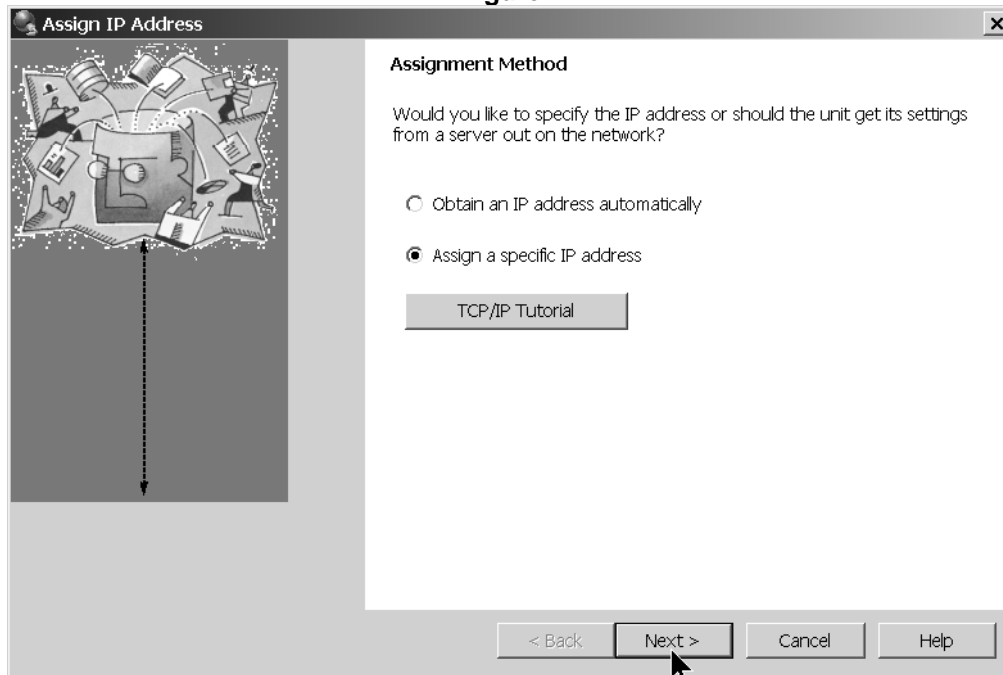 Assign IP Address
Assignment Method
Would you like to specify the IP address or should the unit get its settings
from a server out on the network?
Obtain an IP address automatically
Assign a specific IP address
TCP/IP Tutorial
< Back
Next >
Cancel
Help